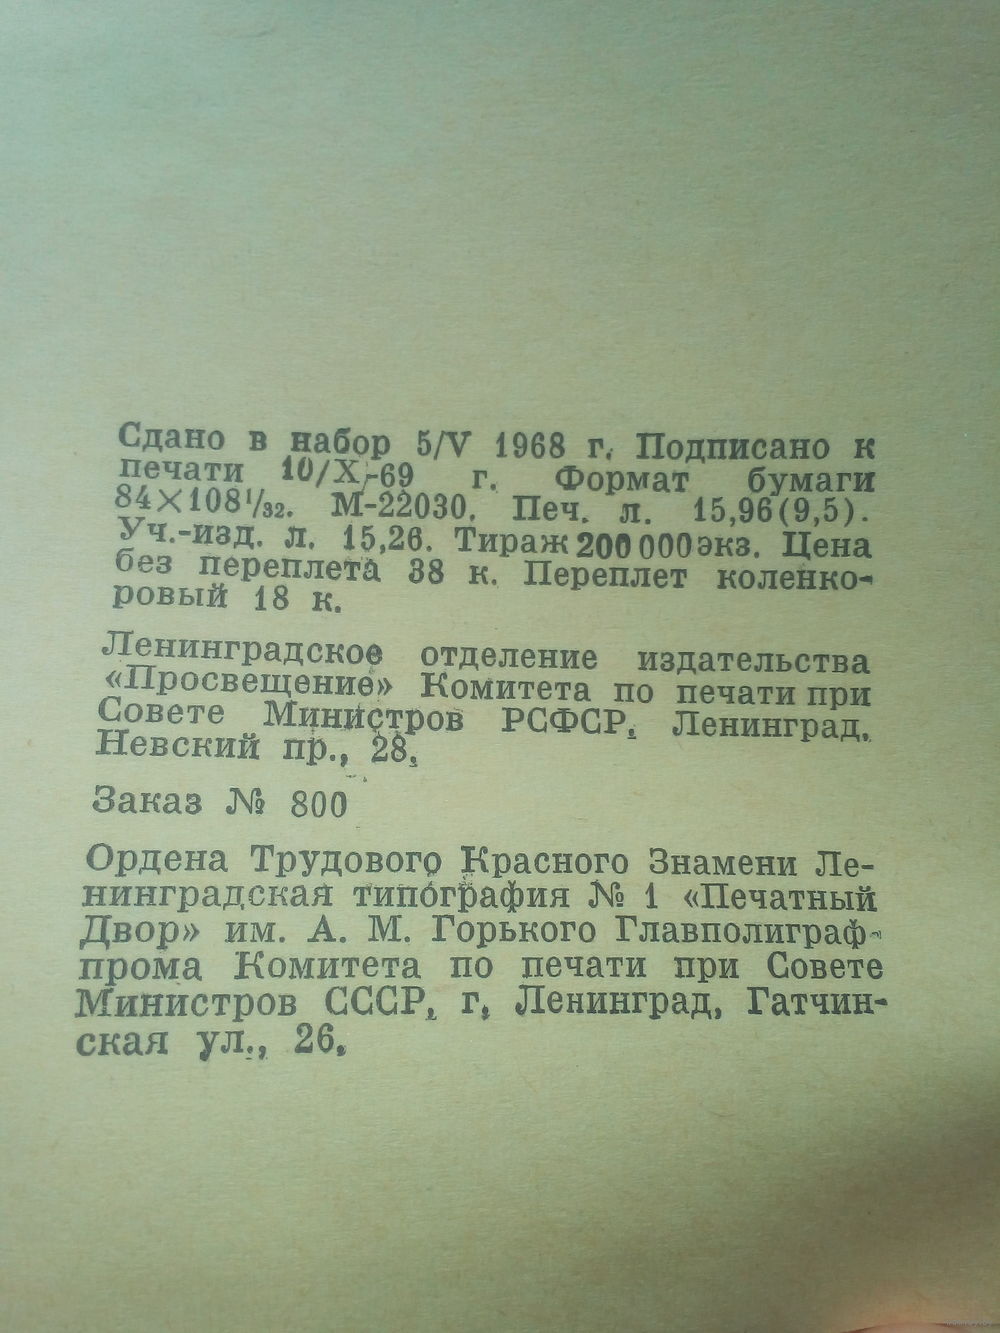 Сдано в набор 5/V 1968 г. Подписано к
печати 10/X-69 г. Формат бумаги
84×108¹/₃₂. М-22030. Печ. л. 15,96(9,5).
Уч.-изд. л. 15,26. Тираж 200 000 экз. Цена
без переплета 38 к. Переплет коленко-
ровый 18 к.
Ленинградское отделение издательства
«Просвещение» Комитета по печати при
Совете Министров РСФСР. Ленинград,
Невский пр., 28.
Заказ № 800
Ордена Трудового Красного Знамени Ле-
нинградская типография № 1 «Печатный
Двор» им. А. М. Горького Главполиграф-
прома Комитета по печати при Совете
Министров СССР, г. Ленинград, Гатчин-
ская ул., 26.